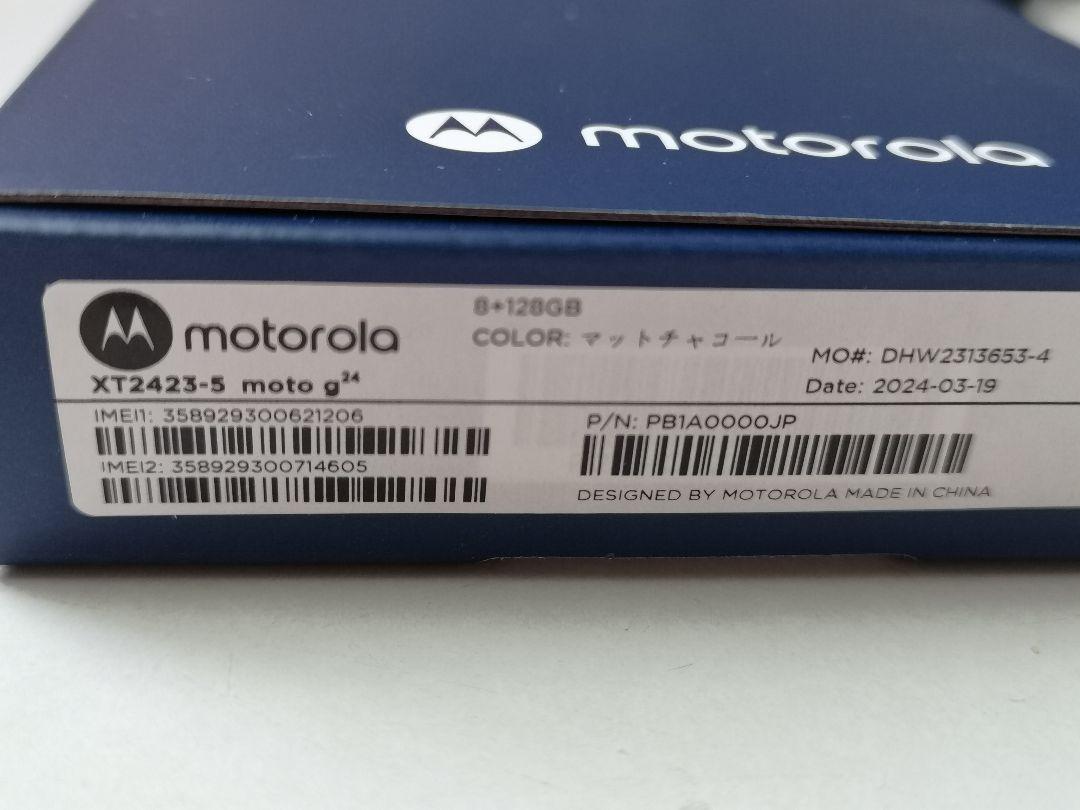 motorola
motorola
8+128GB
COLOR: マットチャコール
MO#: DHW2313653-4
XT2423-5 moto g²⁴
Date: 2024-03-19
IMEI1: 358929300621206
P/N: PB1A0000JP
IMEI2: 358929300714605
DESIGNED BY MOTOROLA MADE IN CHINA